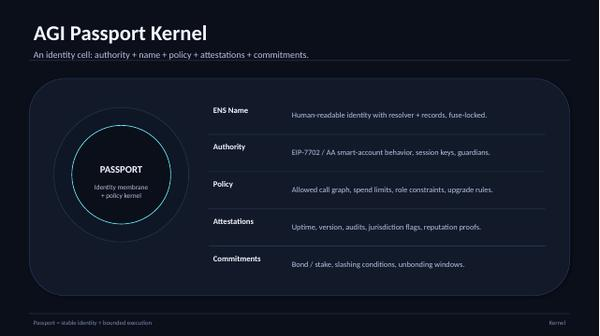 AGI Passport Kernel
An identity cell: authority + name + policy + attestations + commitments.
PASSPORT
Identity membrane
+ policy kernel
ENS Name
Human-readable identity with resolver + records, fuse-locked.
Authority
EIP-7702 / AA smart-account behavior, session keys, guardians.
Policy
Allowed call graph, spend limits, role constraints, upgrade rules.
Attestations
Uptime, version, audits, jurisdiction flags, reputation proofs.
Commitments
Bond / stake, slashing conditions, unbonding windows.
Passport = stable identity + bounded execution
Kernel